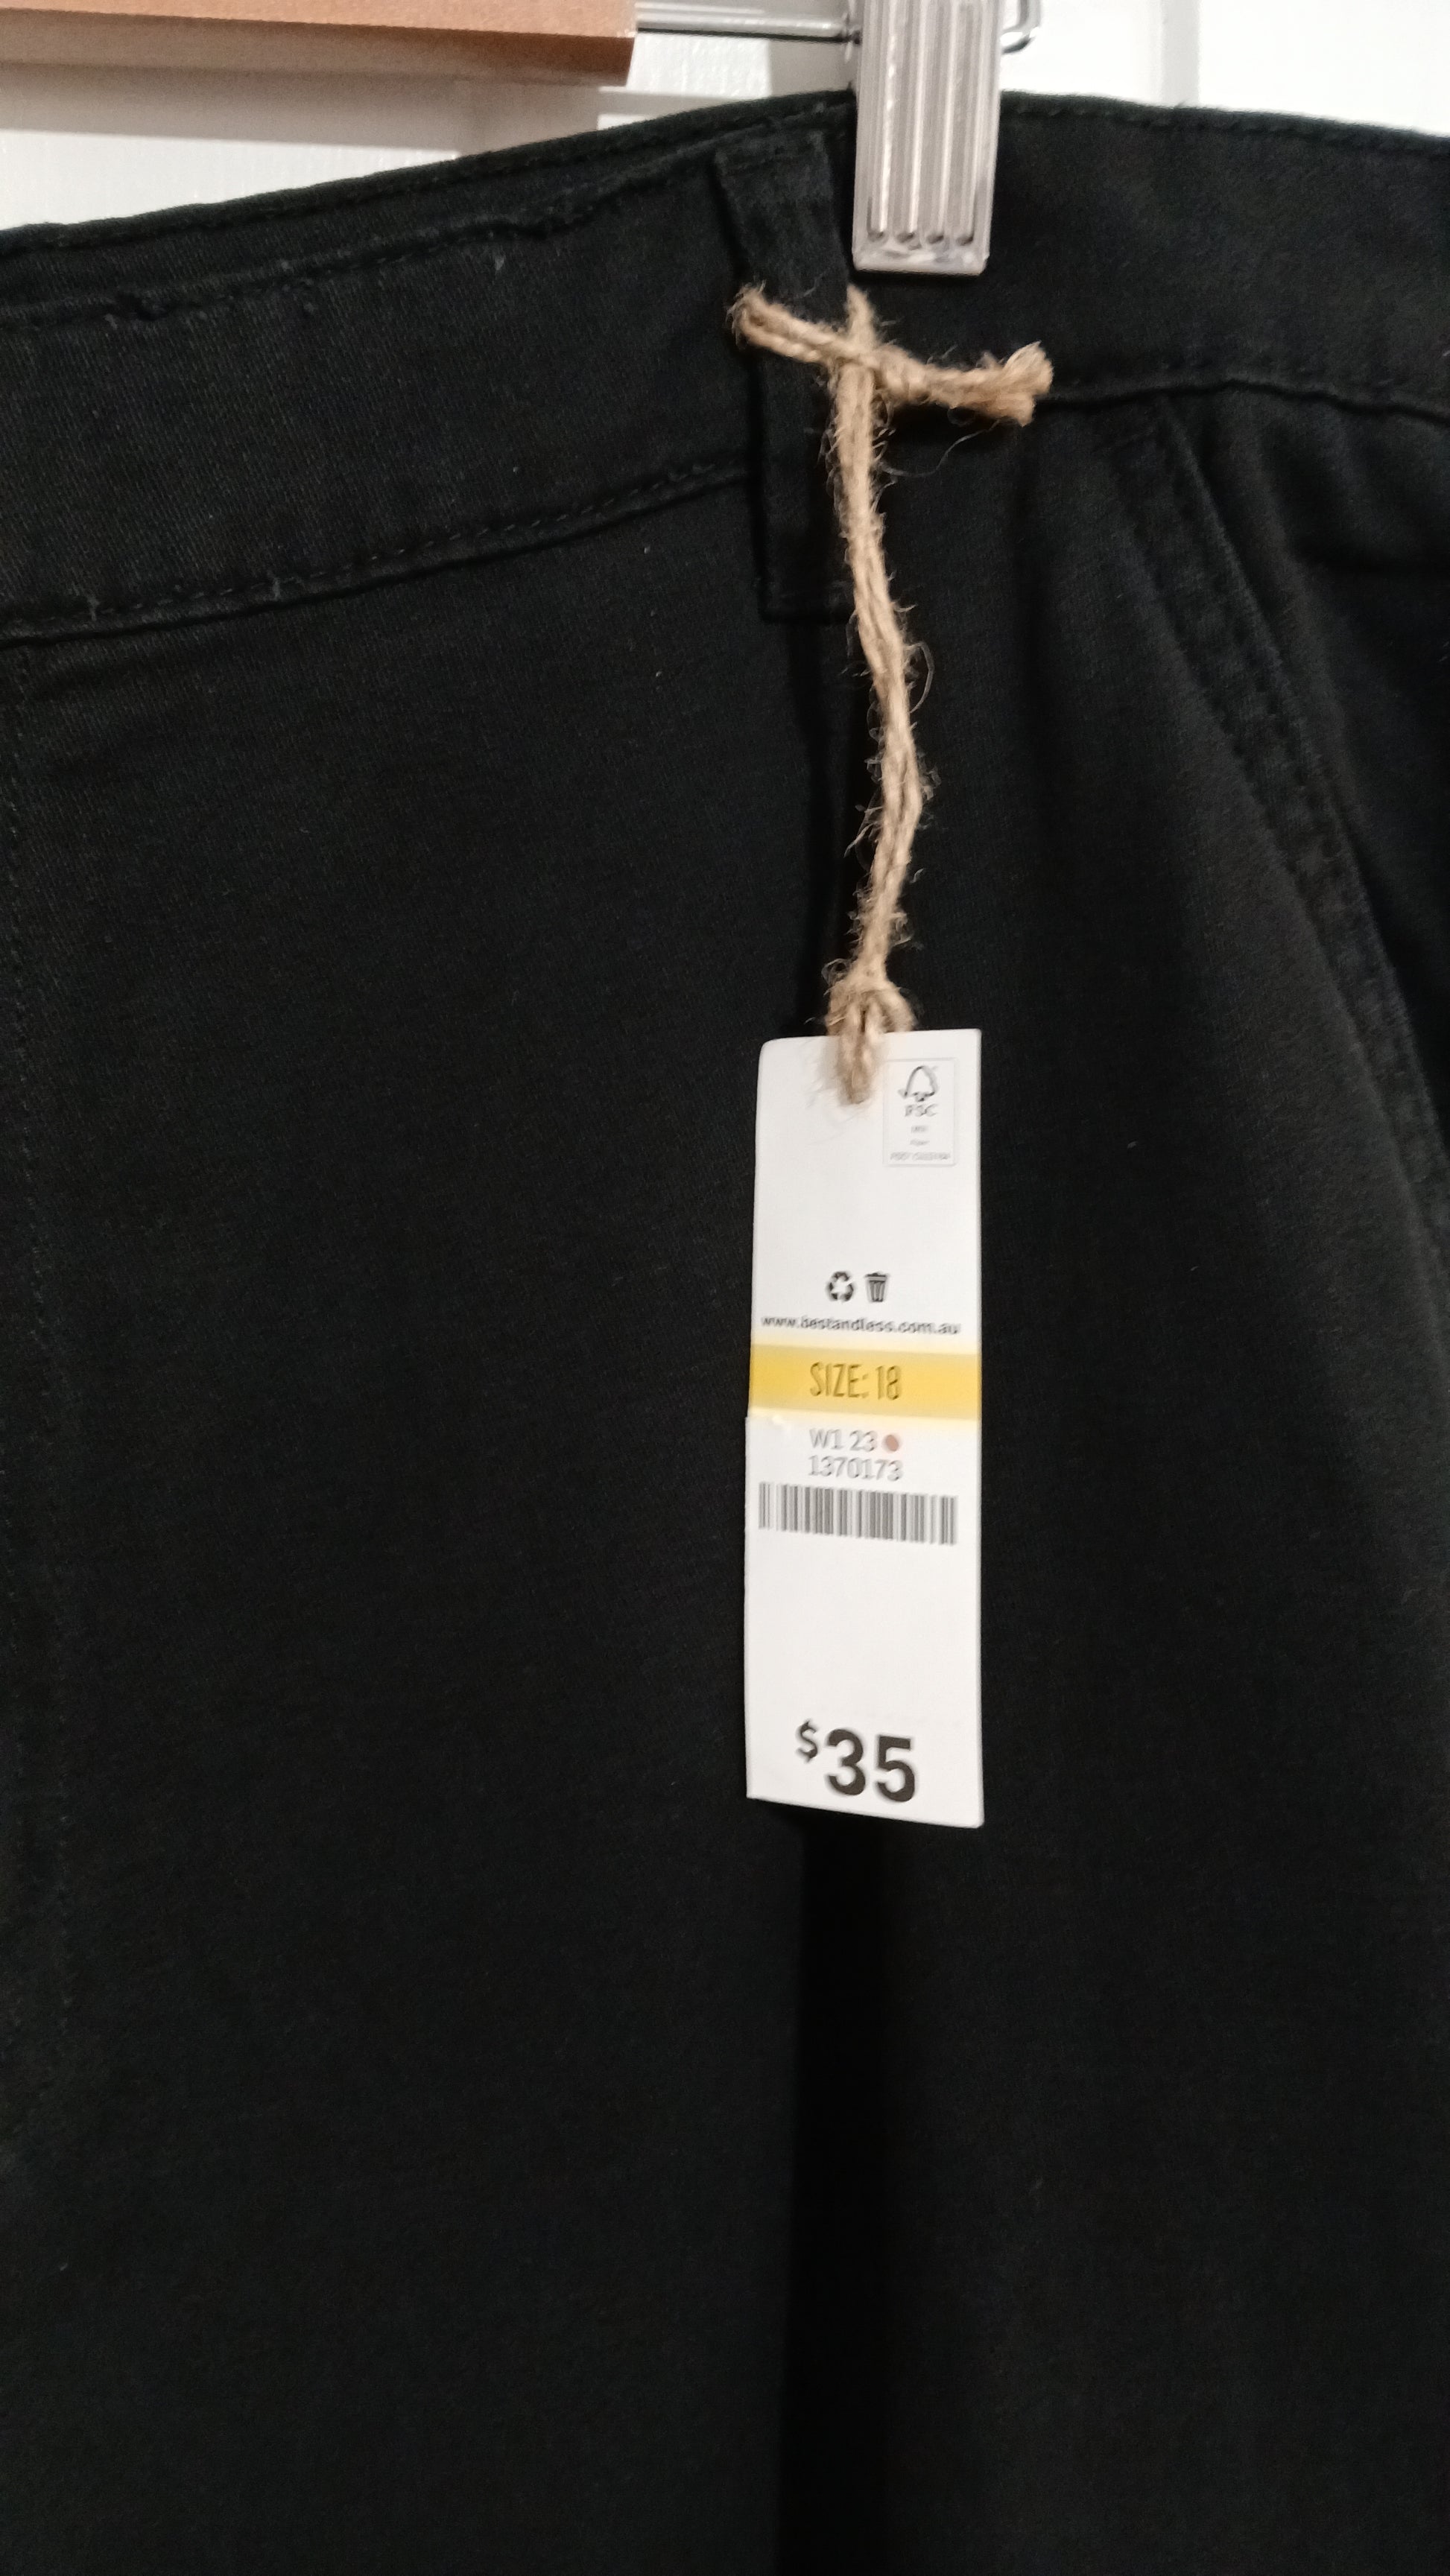 FSC
www.bestandless.com.au
SIZE: 18
W1 23
1370173
$35